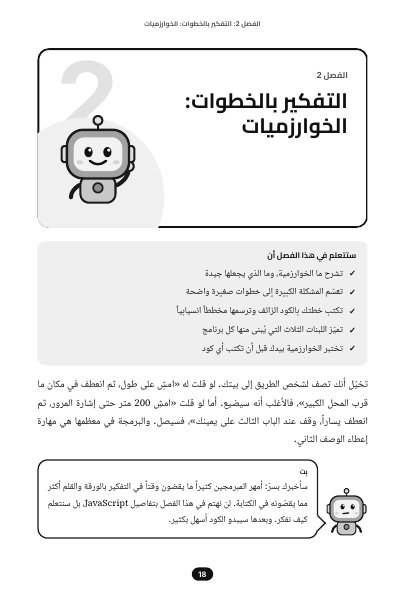 الفصل 2: التفكير بالخطوات: الخوارزميات
2
الفصل 2
التفكير بالخطوات:
الخوارزميات
ستتعلم في هذا الفصل أن
✓ تشرح ما الخوارزمية، وما الذي يجعلها جيدة
✓ تقسّم المشكلة الكبيرة إلى خطوات صغيرة واضحة
✓ تكتب خطتك بالكود الزائف وترسمها مخططاً انسيابياً
✓ تميّز اللبنات الثلاث التي يُبنى منها كل برنامج
✓ تختبر الخوارزمية بيدك قبل أن تكتب أي كود
تخيّل أنك تصف لشخص الطريق إلى بيتك. لو قلت له «امشِ على طول، ثم انعطف في مكان ما
قرب المحل الكبير»، فالأغلب أنه سيضيع. أما لو قلت «امشِ 200 متر حتى إشارة المرور، ثم
انعطف يساراً، وقف عند الباب الثالث على يمينك»، فسيصل. والبرمجة في معظمها هي مهارة
إعطاء الوصف الثاني.
بِت
سأخبرك بسرّ: أمهر المبرمجين كثيراً ما يقضون وقتاً في التفكير بالورقة والقلم أكثر
مما يقضونه في الكتابة. لن نهتم في هذا الفصل بتفاصيل JavaScript بل سنتعلم
كيف نفكر. وبعدها سيبدو الكود أسهل بكثير.
18